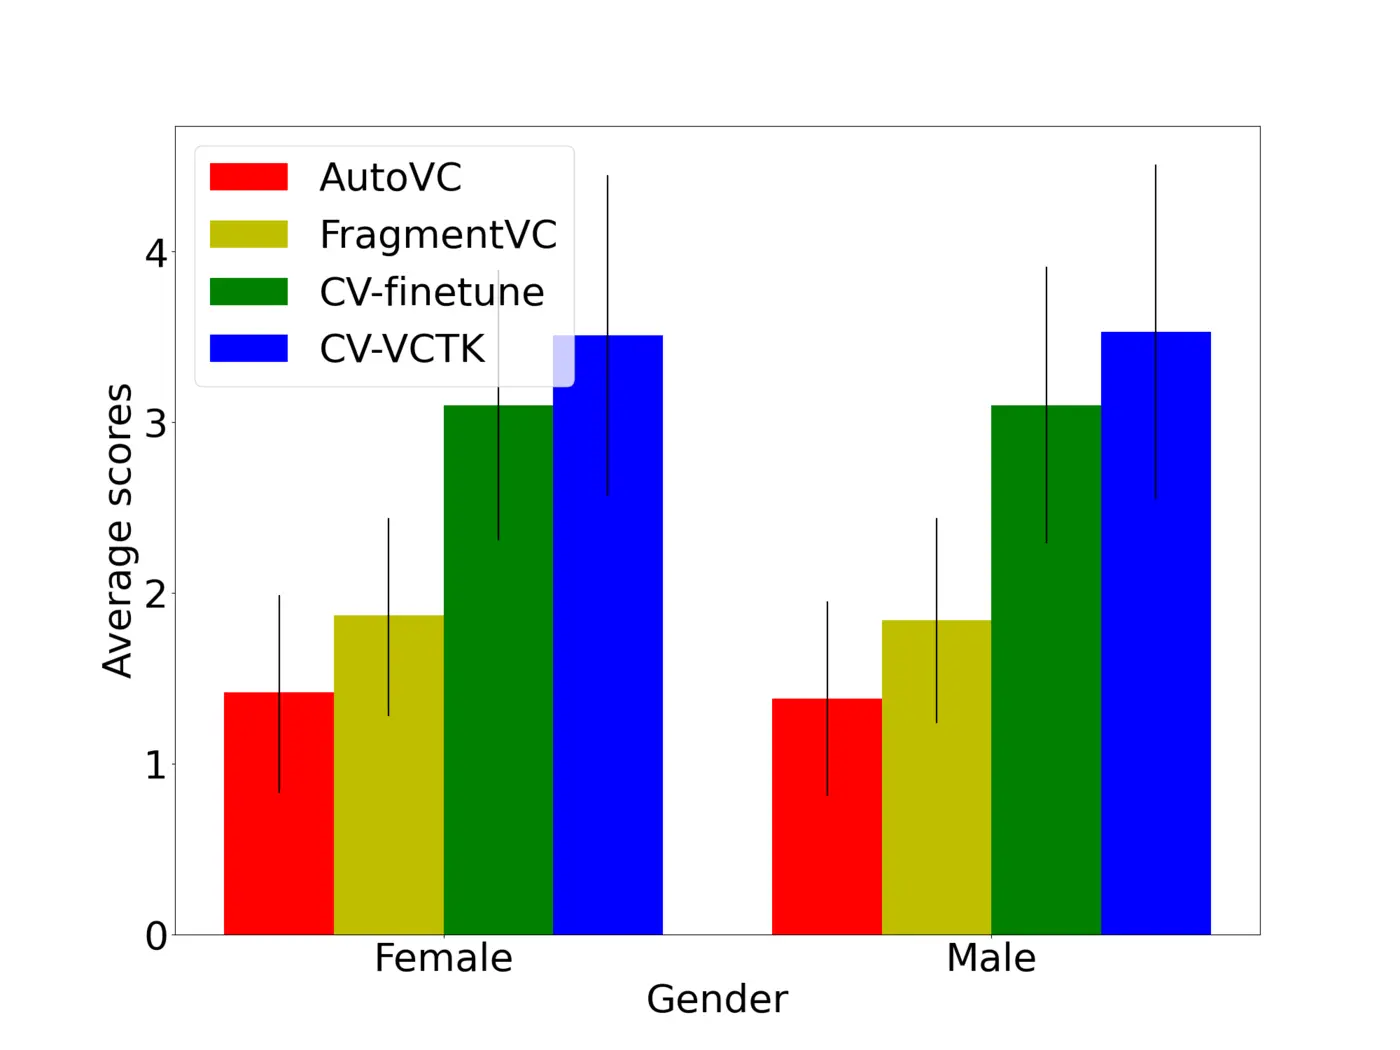 AutoVC
FragmentVC
CV-finetune
CV-VCTK
Average scores
4
3
2
1
0
Female
Male
Gender